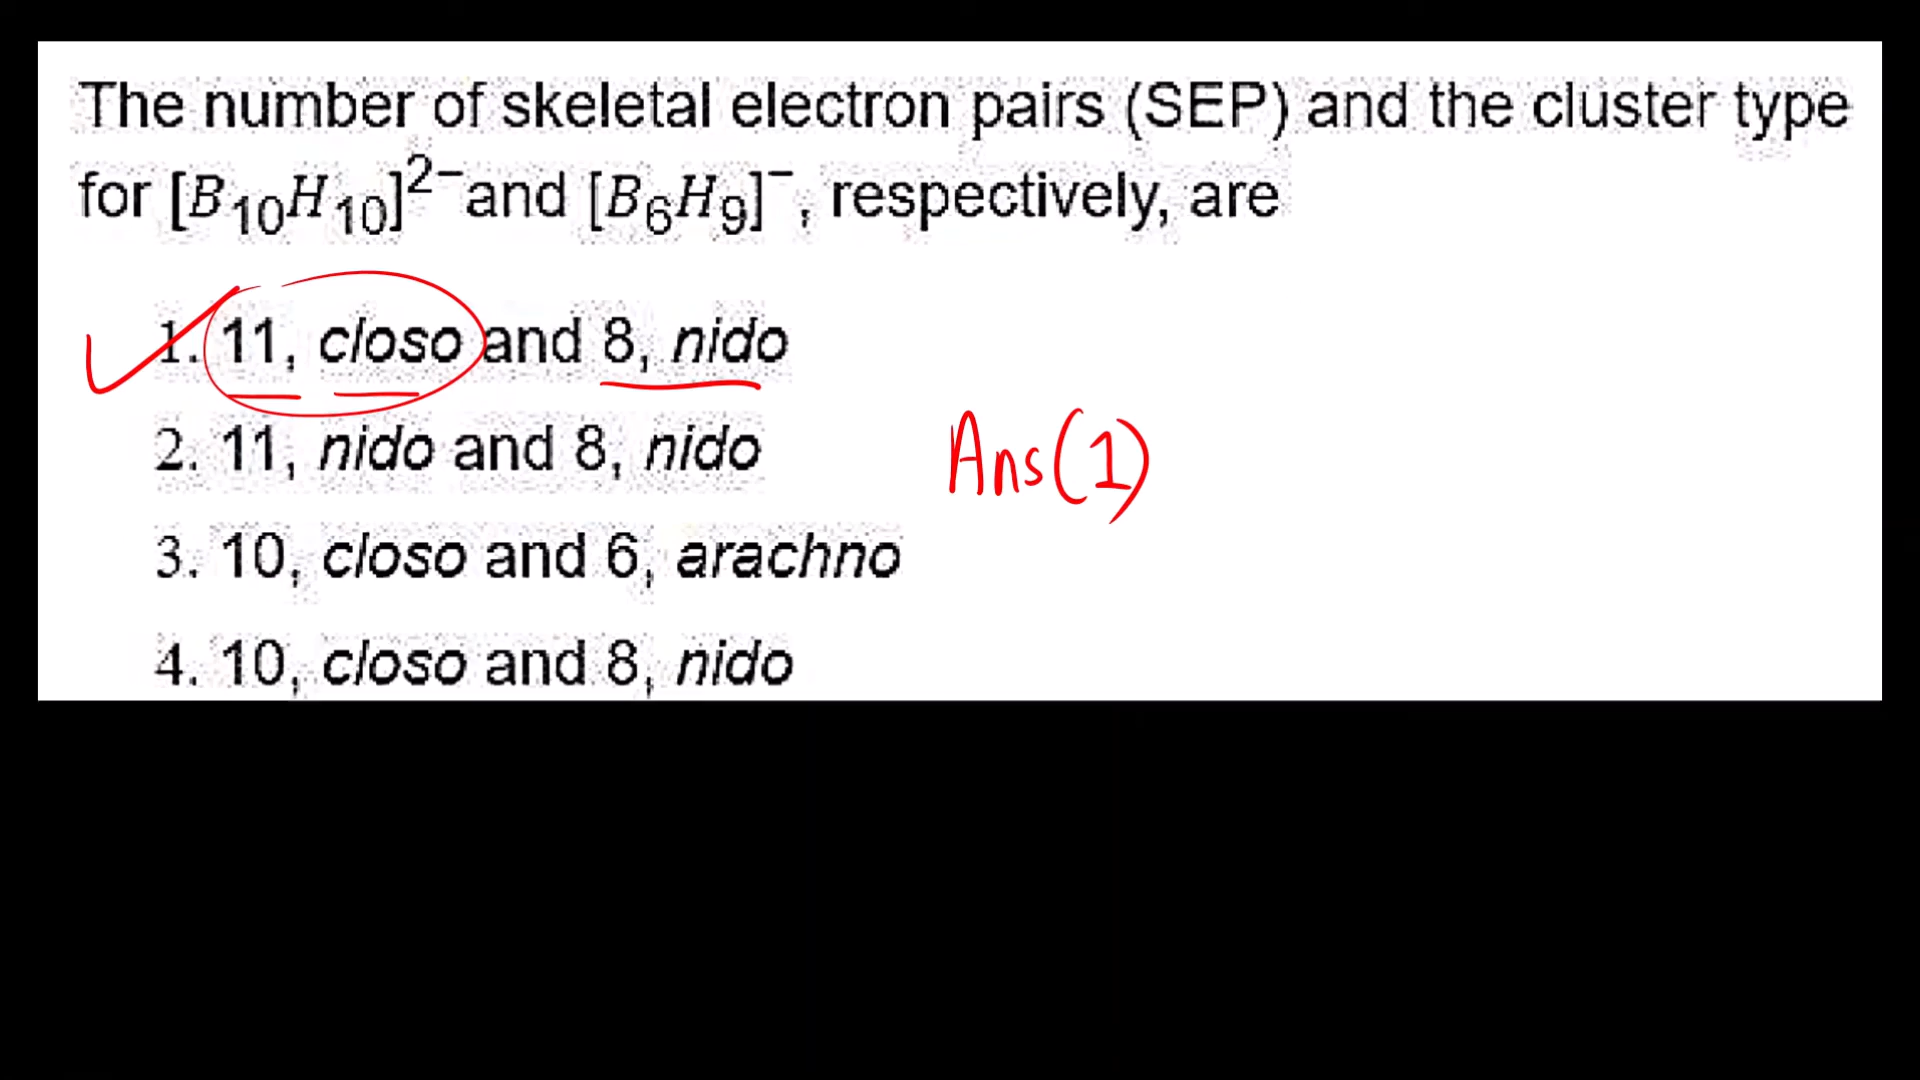 The number of skeletal electron pairs (SEP) and the cluster type
for [B₁₀H₁₀]²⁻ and [B₆H₉]⁻, respectively, are
1. 11, closo and 8, nido
2. 11, nido and 8, nido
Ans(1)
3. 10, closo and 6, arachno
4. 10, closo and 8, nido